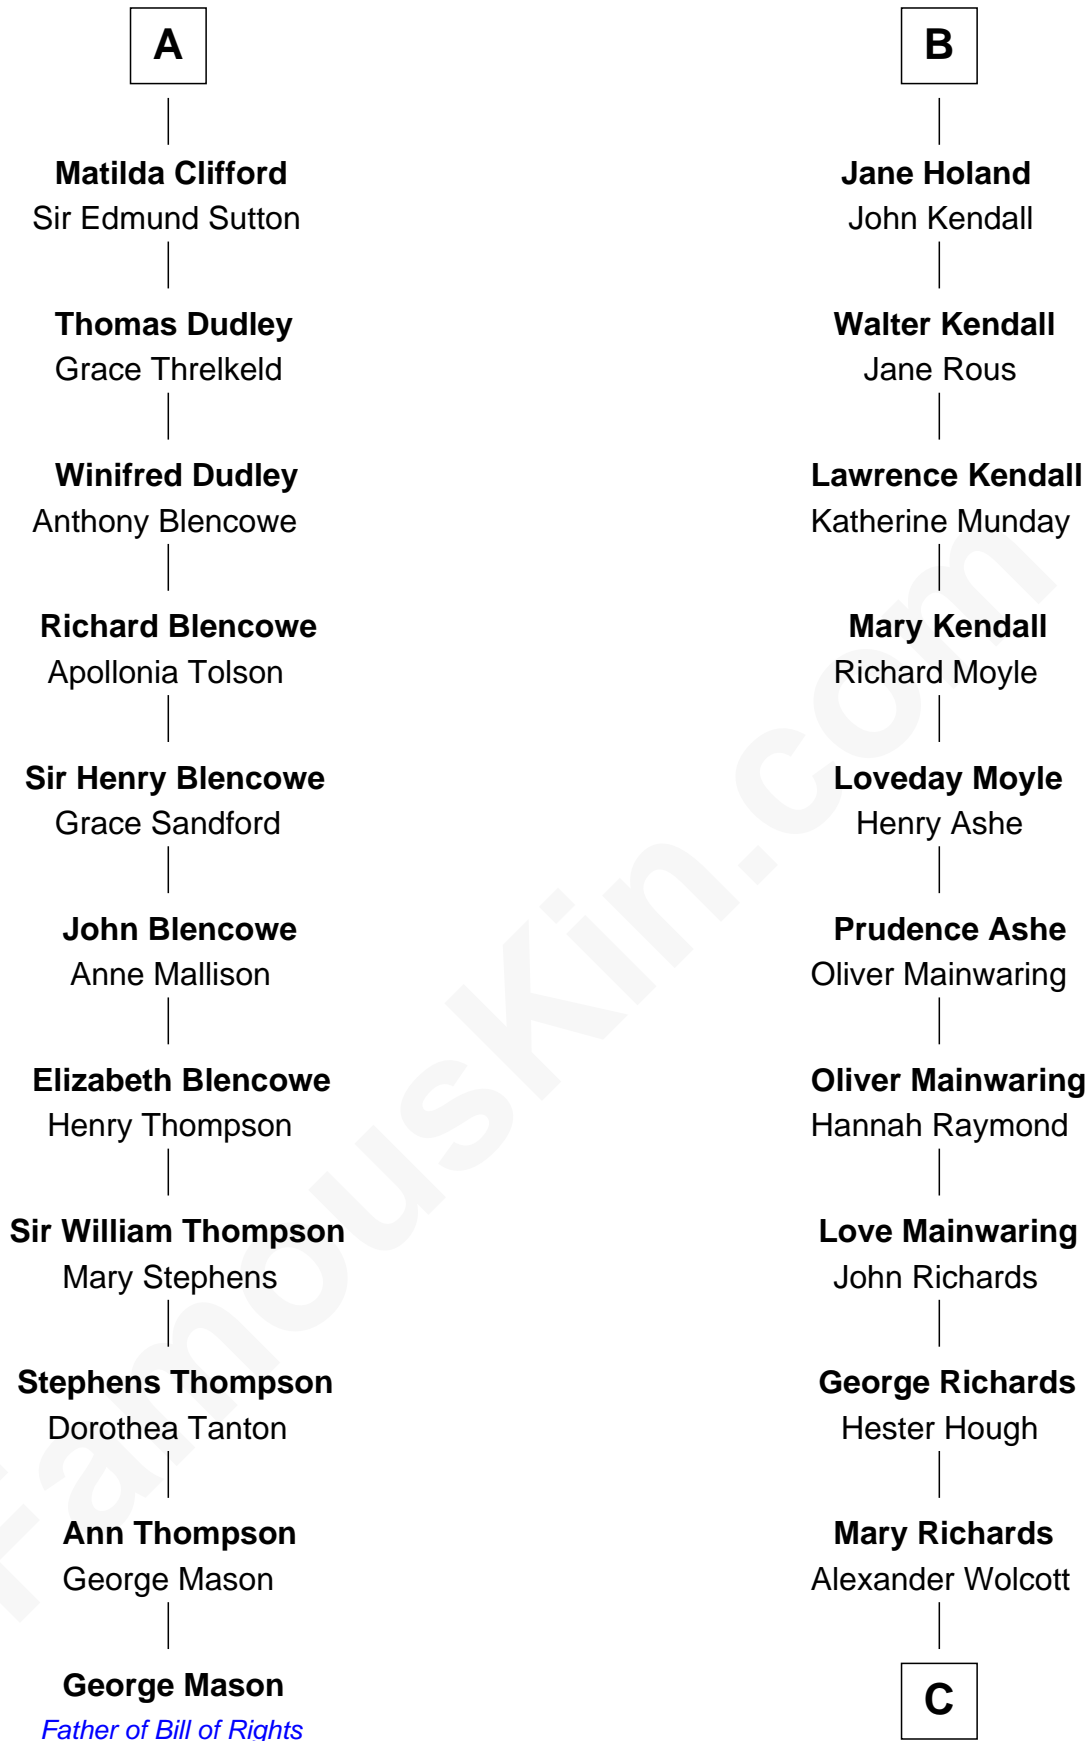 A
Matilda Clifford
Sir Edmund Sutton
Thomas Dudley
Grace Threlkeld
Winifred Dudley
Anthony Blencowe
Richard Blencowe
Apollonia Tolson
Sir Henry Blencowe
Grace Sandford
John Blencowe
Anne Mallison
Elizabeth Blencowe
Henry Thompson
Sir William Thompson
Mary Stephens
Stephens Thompson
Dorothea Tanton
Ann Thompson
George Mason
George Mason
Father of Bill of Rights
B
Jane Holand
John Kendall
Walter Kendall
Jane Rous
Lawrence Kendall
Katherine Munday
Mary Kendall
Richard Moyle
Loveday Moyle
Henry Ashe
Prudence Ashe
Oliver Mainwaring
Oliver Mainwaring
Hannah Raymond
Love Mainwaring
John Richards
George Richards
Hester Hough
Mary Richards
Alexander Wolcott
C
FamousKin.com